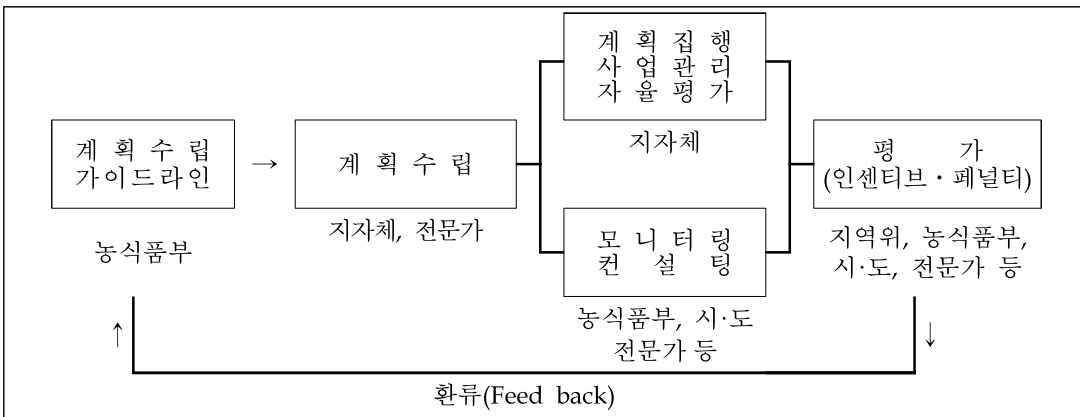 계 획 수 립
가이드라인
농식품부
→
계 획 수 립
지자체, 전문가
계 획 집 행
사 업 관 리
자 율 평 가
지자체
모 니 터 링
컨 설 팅
농식품부, 시·도
전문가 등
평 가
(인센티브·페널티)
지역위, 농식품부,
시·도, 전문가 등
↑
↓
환류(Feed back)